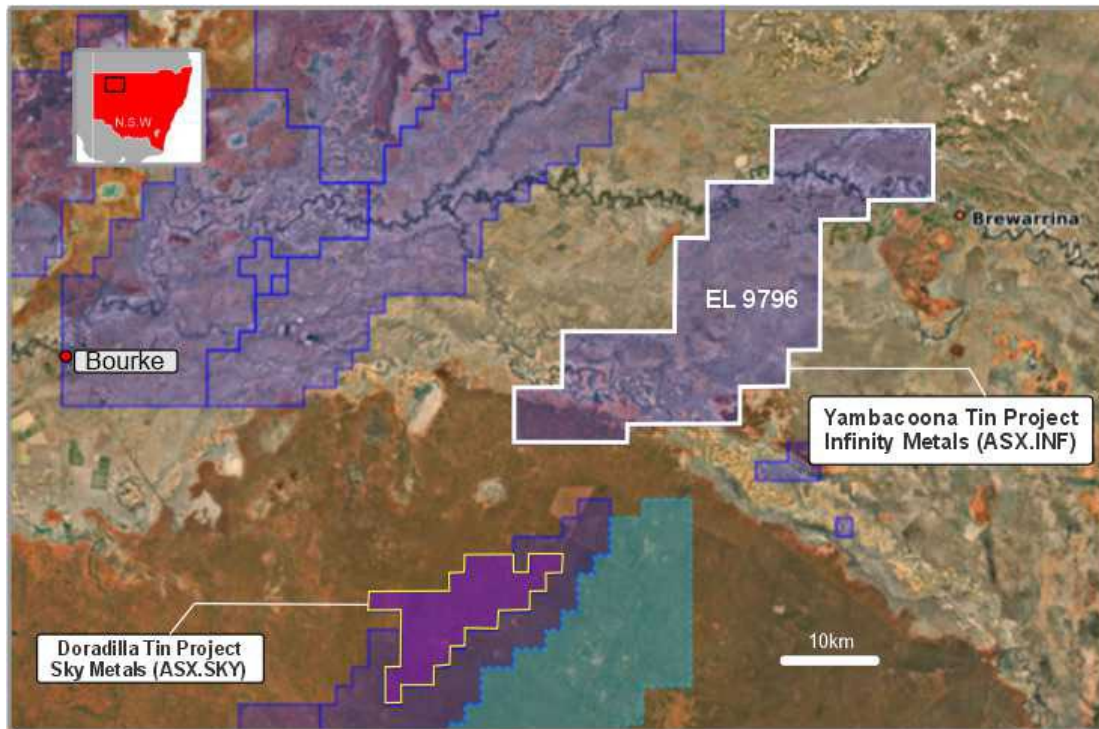 N.S.W
Brewarrina
EL 9796
Bourke
Yambacoona Tin Project
Infinity Metals (ASX.INF)
Doradilla Tin Project
Sky Metals (ASX.SKY)
10km